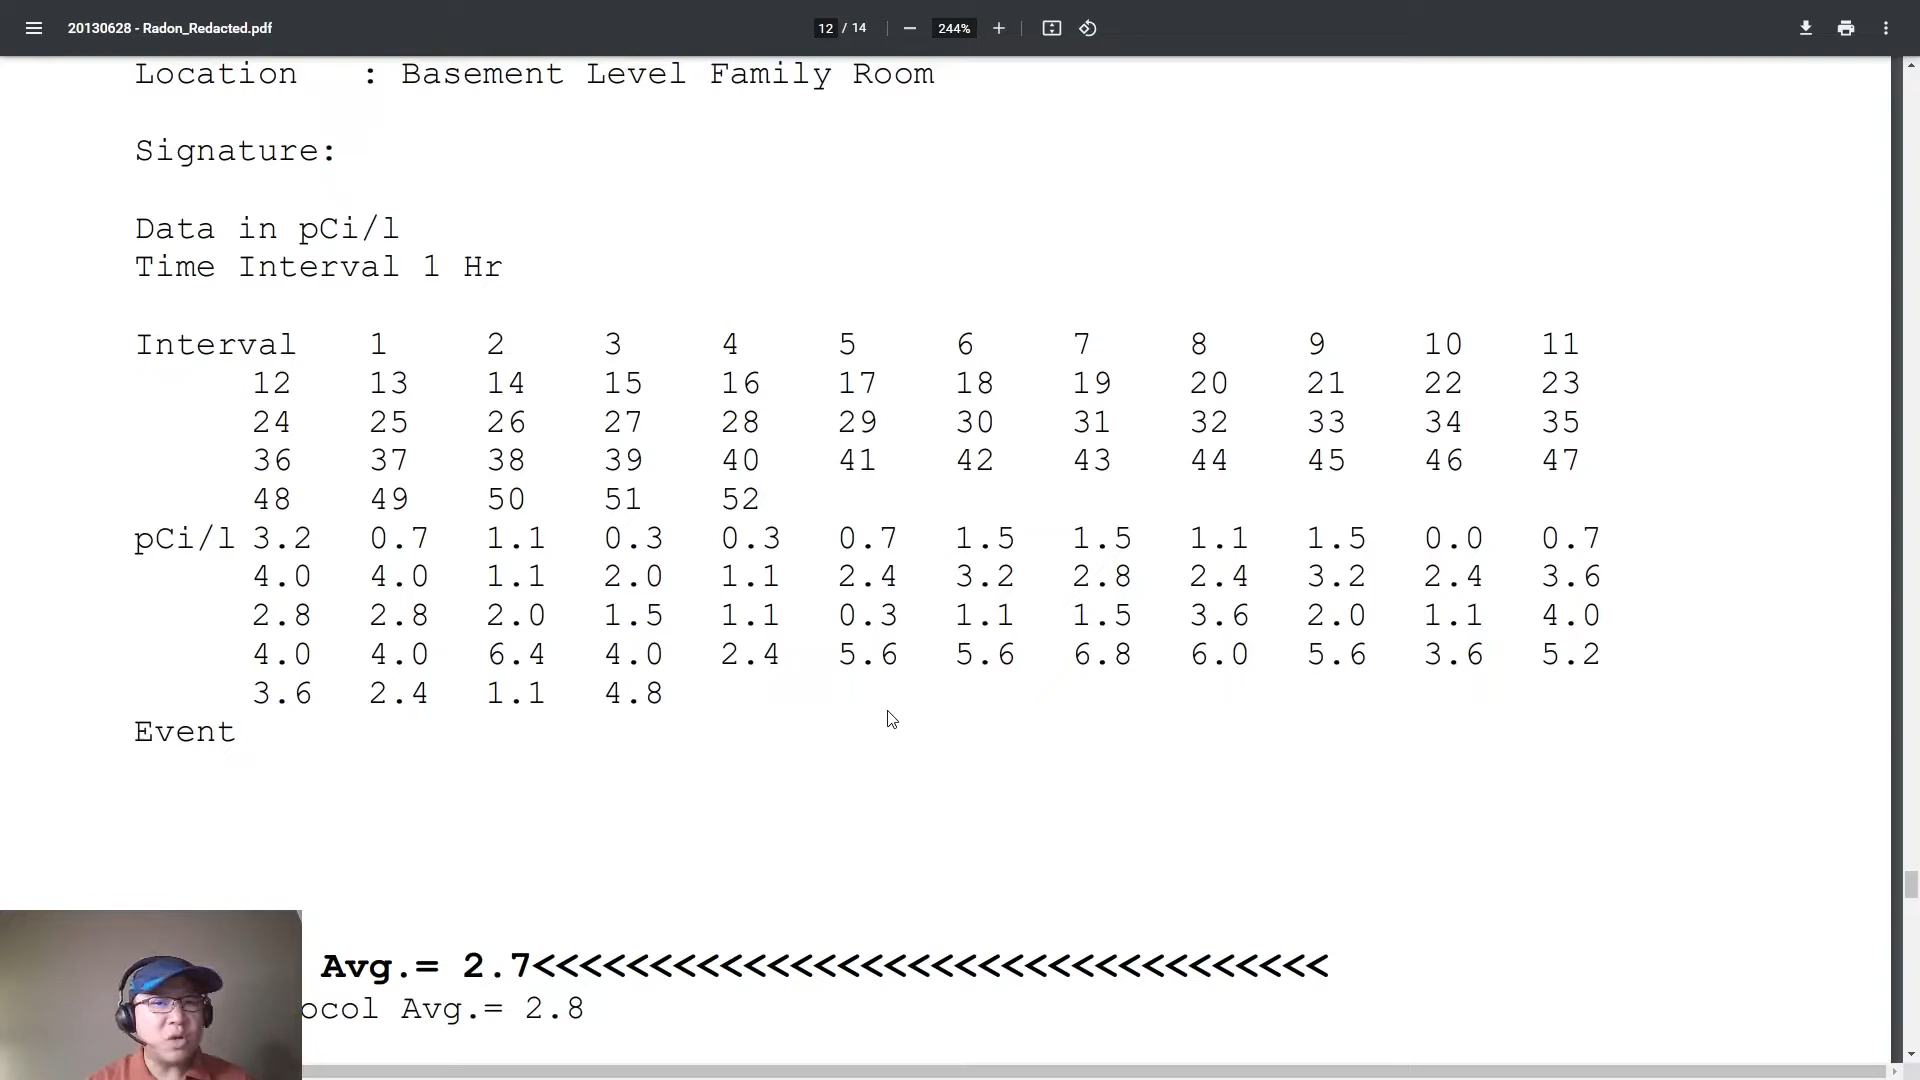 20130628 - Radon_Redacted.pdf 12 / 14 244%
Location : Basement Level Family Room
Signature:
Data in pCi/l
Time Interval 1 Hr
Interval 1 2 3 4 5 6 7 8 9 10 11
12 13 14 15 16 17 18 19 20 21 22 23
24 25 26 27 28 29 30 31 32 33 34 35
36 37 38 39 40 41 42 43 44 45 46 47
48 49 50 51 52
pCi/l 3.2 0.7 1.1 0.3 0.3 0.7 1.5 1.5 1.1 1.5 0.0 0.7
4.0 4.0 1.1 2.0 1.1 2.4 3.2 2.8 2.4 3.2 2.4 3.6
2.8 2.8 2.0 1.5 1.1 0.3 1.1 1.5 3.6 2.0 1.1 4.0
4.0 4.0 6.4 4.0 2.4 5.6 5.6 6.8 6.0 5.6 3.6 5.2
3.6 2.4 1.1 4.8
Event
Avg.= 2.7<<<<<<<<<<<<<<<<<<<<<<<<<<<<<<<<<<
ocol Avg.= 2.8